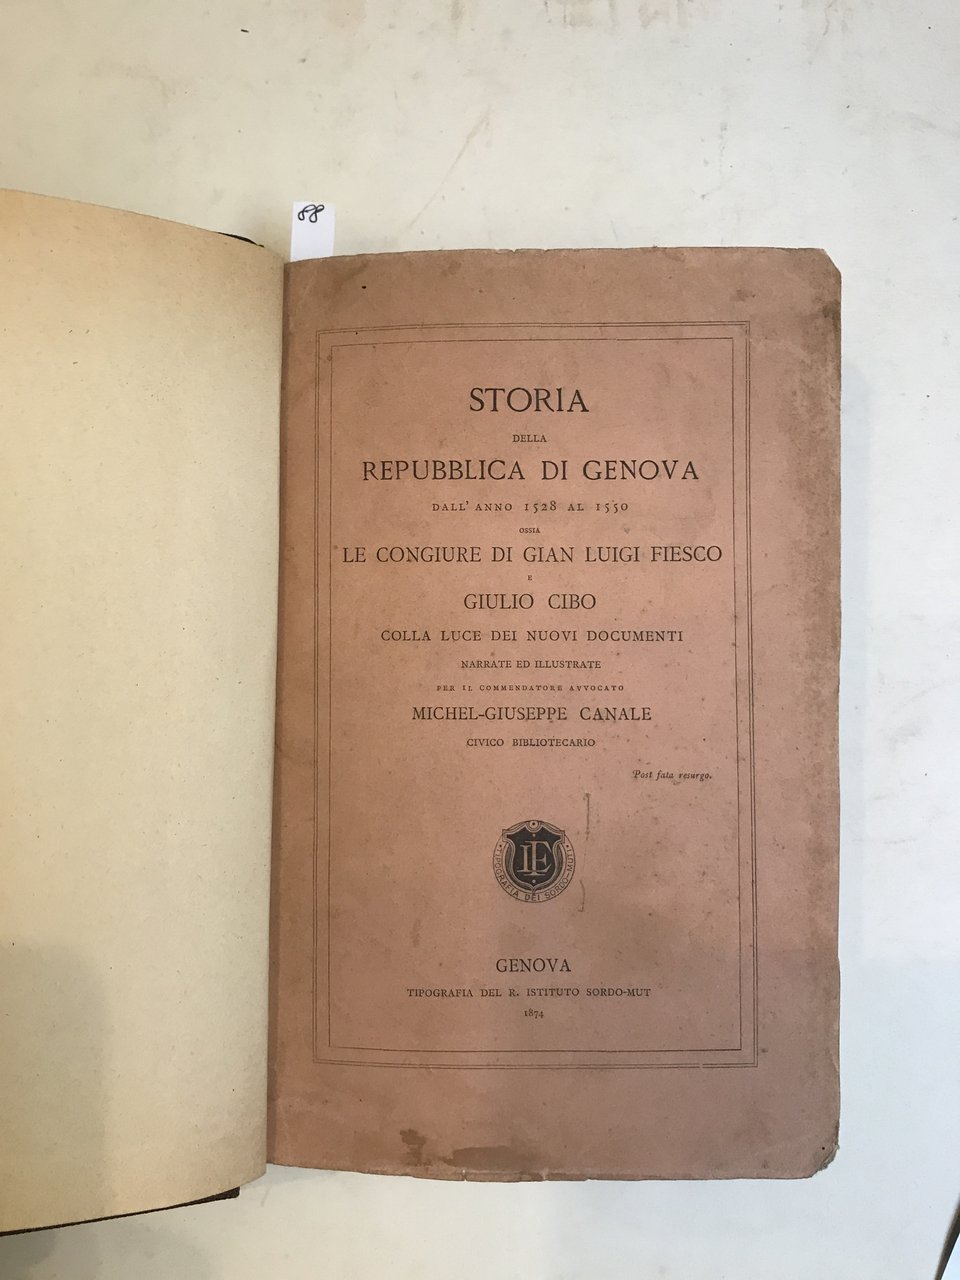 88
STORIA
DELLA
REPUBBLICA DI GENOVA
DALL' ANNO 1528 AL 1550
OSSIA
LE CONGIURE DI GIAN LUIGI FIESCO
E
GIULIO CIBO
COLLA LUCE DEI NUOVI DOCUMENTI
NARRATE ED ILLUSTRATE
PER IL COMMENDATORE AVVOCATO
MICHEL-GIUSEPPE CANALE
CIVICO BIBLIOTECARIO
Post fata resurgo.
TIPOGRAFIA DEI SORDO-MUTI
GENOVA
TIPOGRAFIA DEL R. ISTITUTO SORDO-MUT
1874